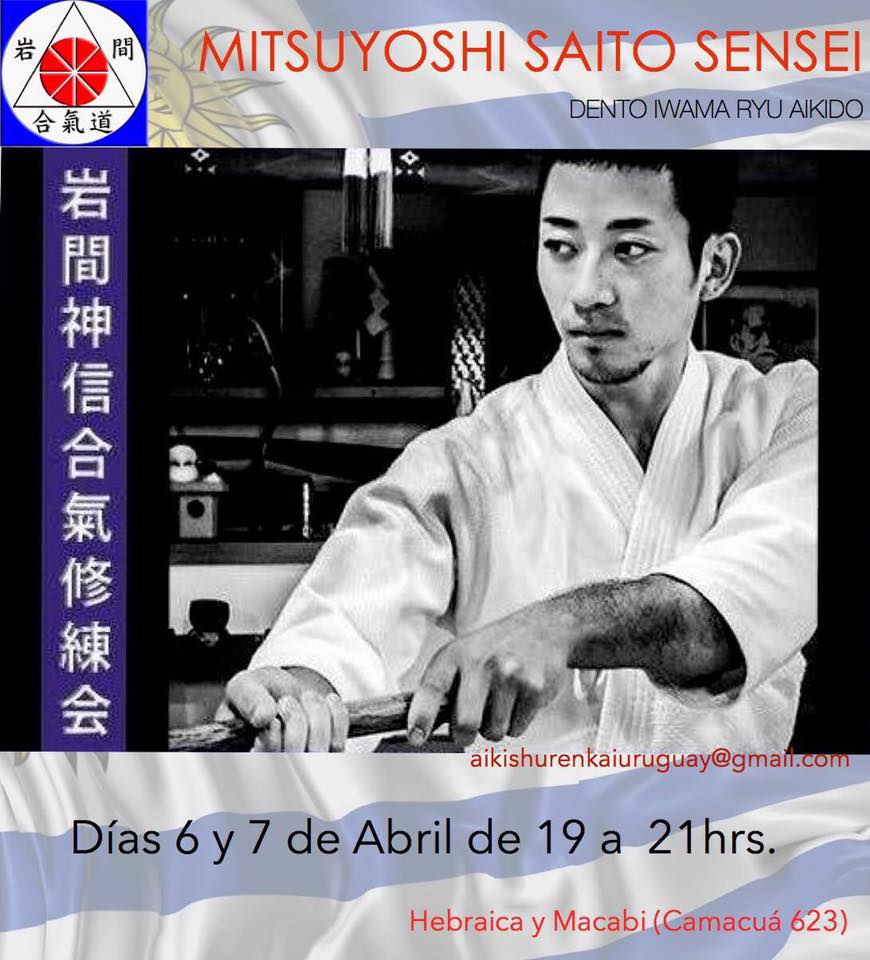 岩 間
合氣道
MITSUYOSHI SAITO SENSEI
DENTO IWAMA RYU AIKIDO
岩間神信合氣修練会
aikishurenkaiuruguay@gmail.com
Días 6 y 7 de Abril de 19 a 21hrs.
Hebraica y Macabi (Camacuá 623)